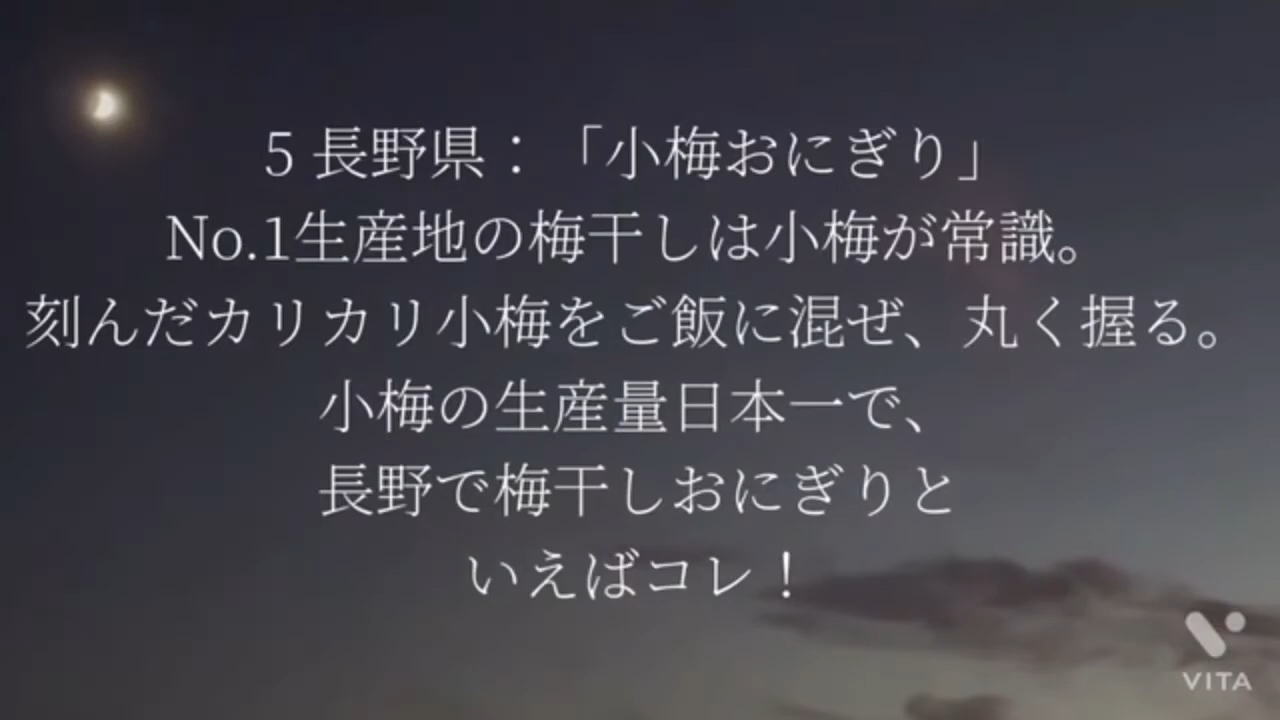 5 長野県：「小梅おにぎり」
No.1生産地の梅干しは小梅が常識。
刻んだカリカリ小梅をご飯に混ぜ、丸く握る。
小梅の生産量日本一で、
長野で梅干しおにぎりと
いえばコレ！
VITA